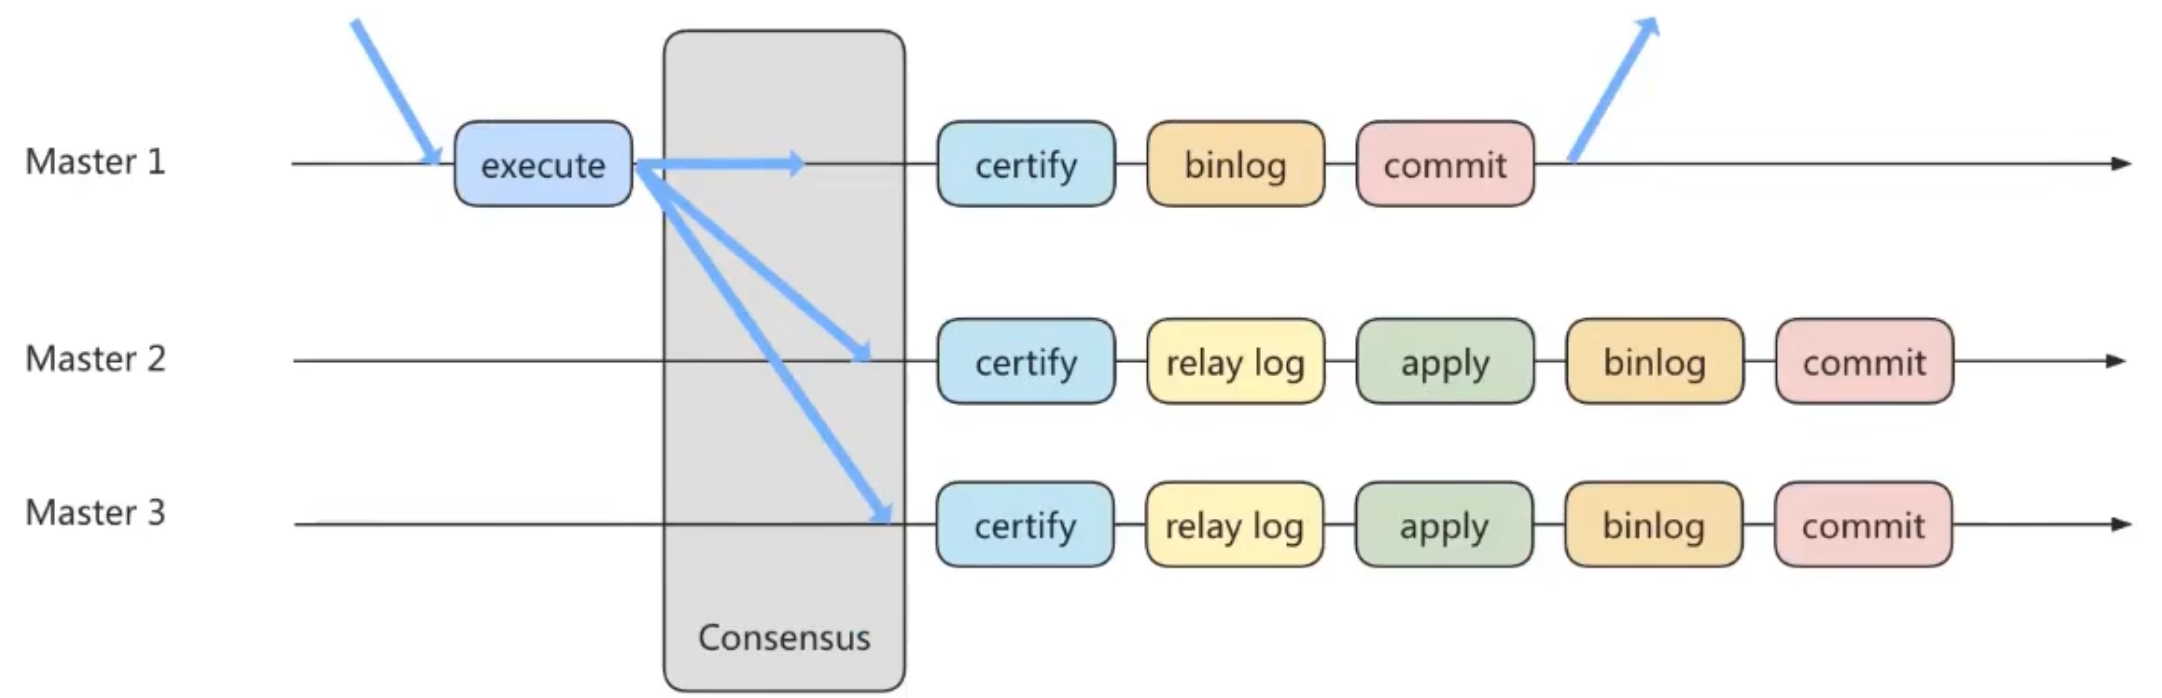 Master 1
execute
certify
binlog
commit
Master 2
certify
relay log
apply
binlog
commit
Master 3
certify
relay log
apply
binlog
commit
Consensus